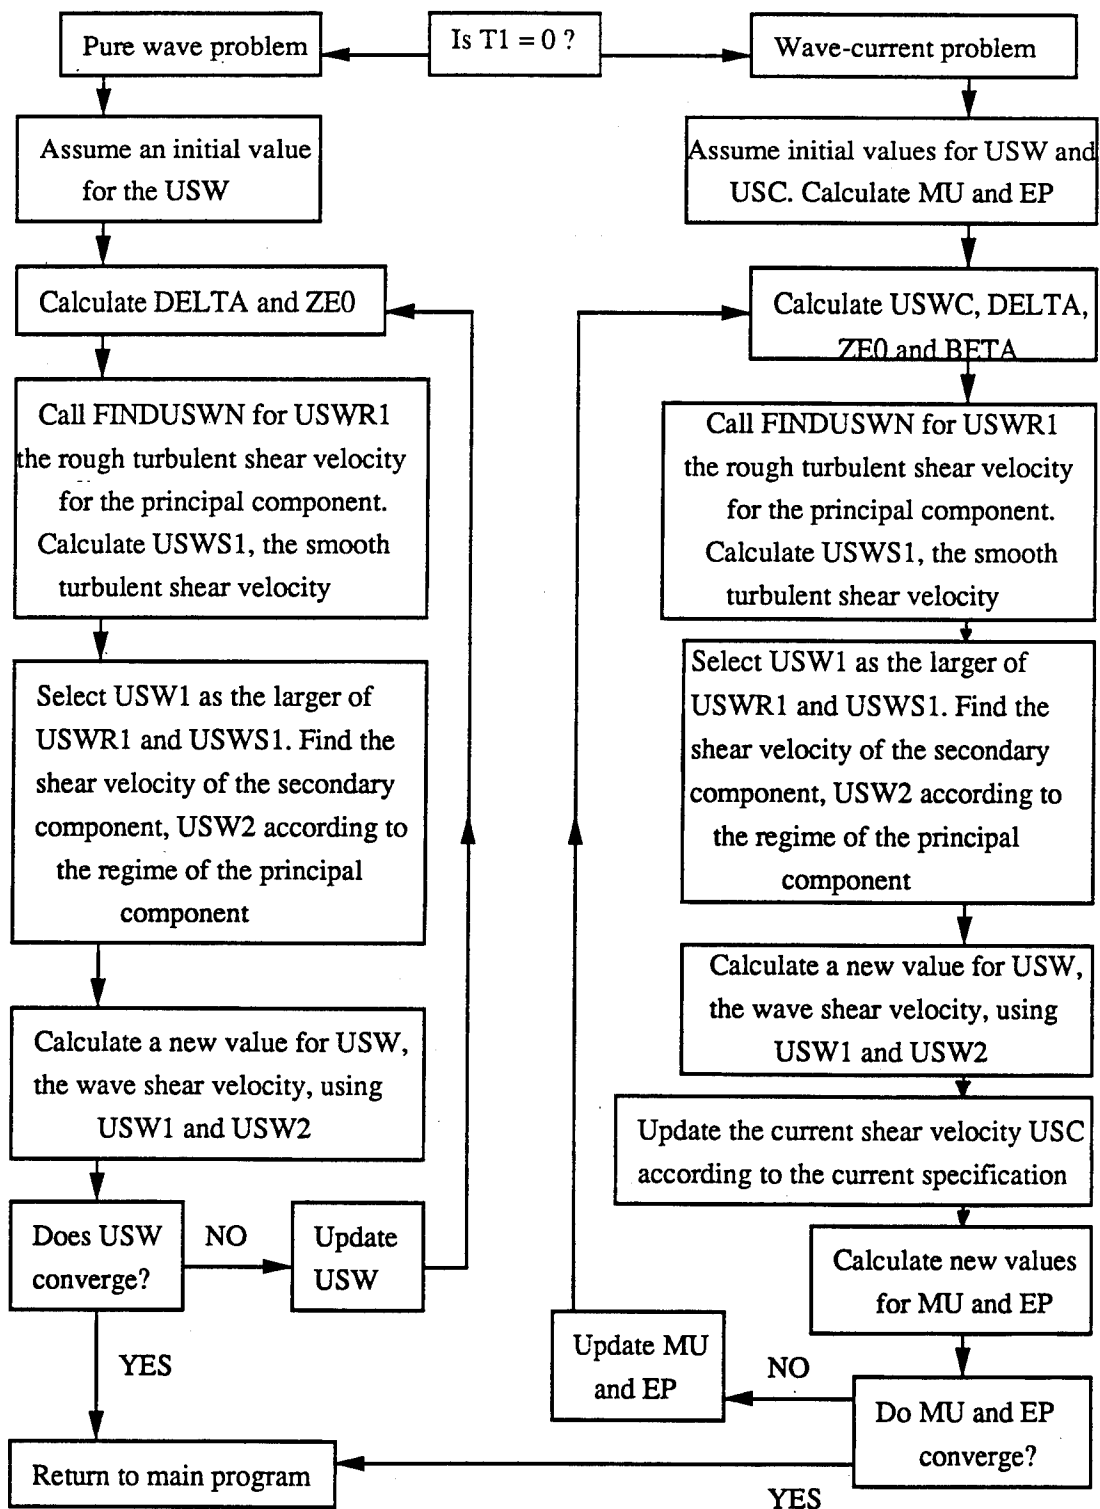 Is T1 = 0 ?
Pure wave problem
Assume an initial value
for the USW
Calculate DELTA and ZE0
Call FINDUSWN for USWR1
the rough turbulent shear velocity
for the principal component.
Calculate USWS1, the smooth
turbulent shear velocity
Select USW1 as the larger of
USWR1 and USWS1. Find the
shear velocity of the secondary
component, USW2 according to
the regime of the principal
component
Calculate a new value for USW,
the wave shear velocity, using
USW1 and USW2
Does USW
converge?
NO
Update
USW
YES
Return to main program
Wave-current problem
Assume initial values for USW and
USC. Calculate MU and EP
Calculate USWC, DELTA,
ZE0 and BETA
Call FINDUSWN for USWR1
the rough turbulent shear velocity
for the principal component.
Calculate USWS1, the smooth
turbulent shear velocity
Select USW1 as the larger of
USWR1 and USWS1. Find the
shear velocity of the secondary
component, USW2 according to
the regime of the principal
component
Calculate a new value for USW,
the wave shear velocity, using
USW1 and USW2
Update the current shear velocity USC
according to the current specification
Calculate new values
for MU and EP
Do MU and EP
converge?
NO
Update MU
and EP
YES